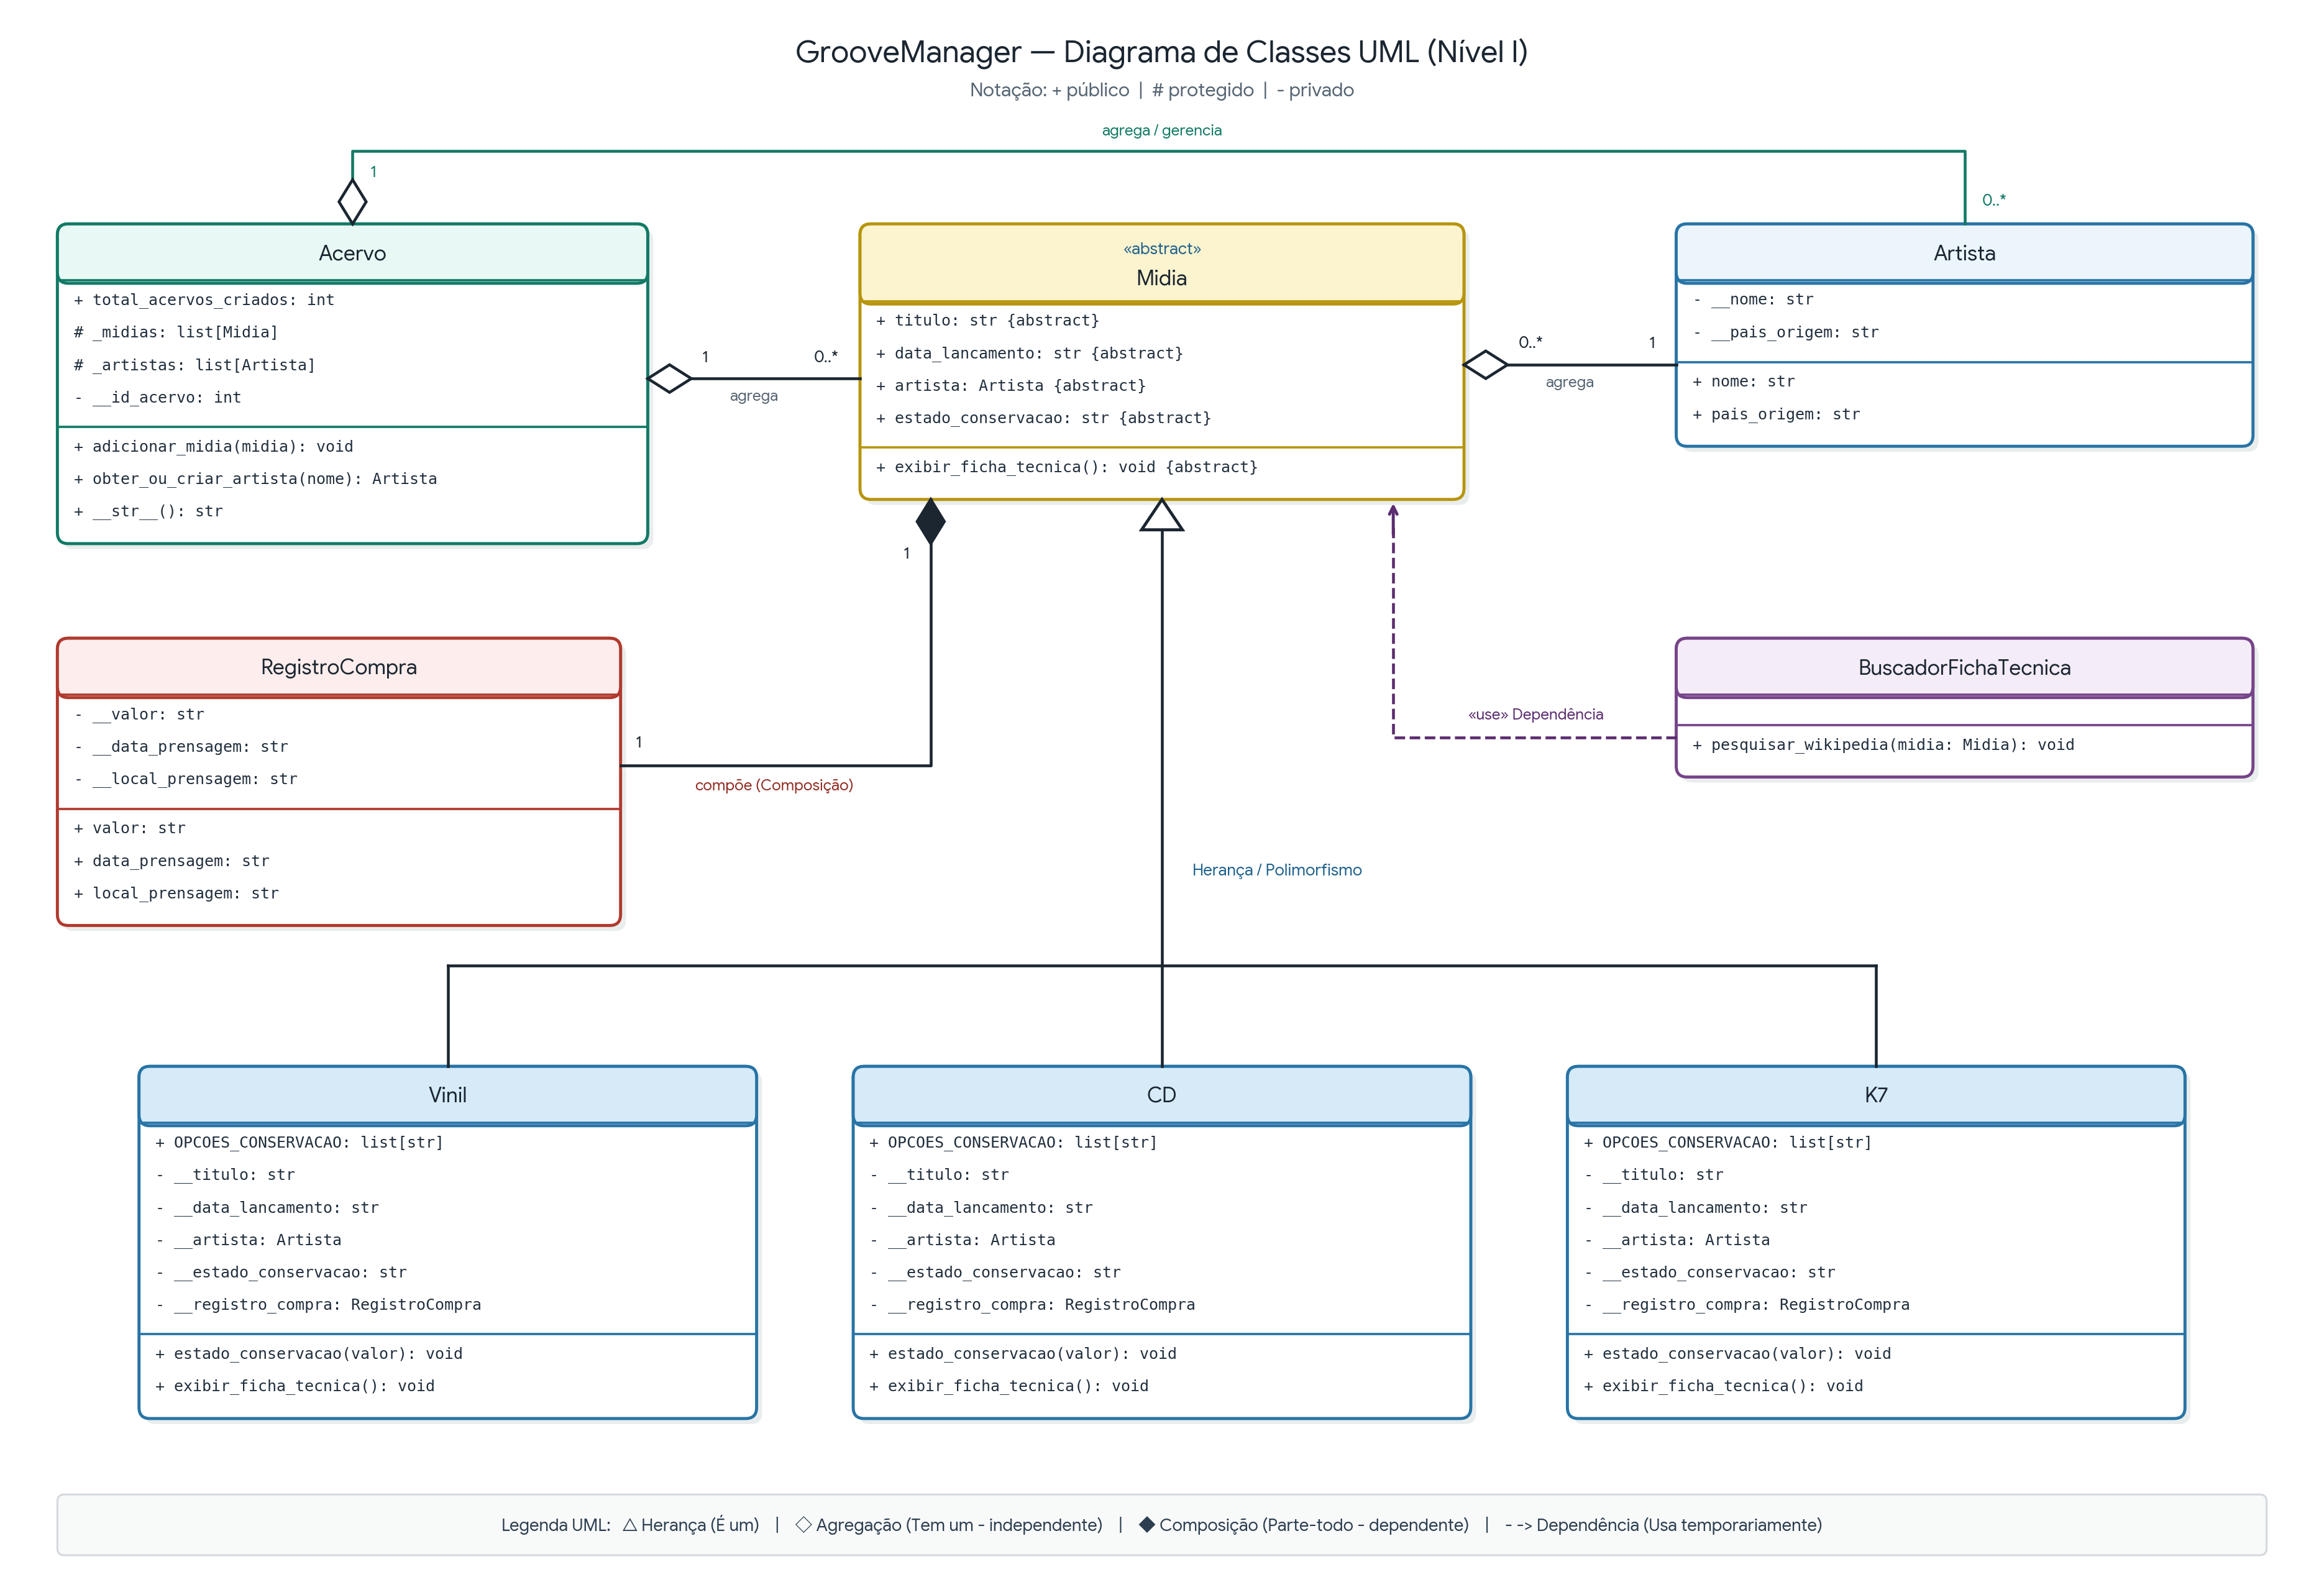 GrooveManager — Diagrama de Classes UML (Nível I)
Notação: + público | # protegido | - privado
agrega / gerencia
1
0..*
Acervo
+ total_acervos_criados: int
# _midias: list[Midia]
# _artistas: list[Artista]
- __id_acervo: int
+ adicionar_midia(midia): void
+ obter_ou_criar_artista(nome): Artista
+ __str__(): str
1
0..*
agrega
«abstract»
Midia
+ titulo: str {abstract}
+ data_lancamento: str {abstract}
+ artista: Artista {abstract}
+ estado_conservacao: str {abstract}
+ exibir_ficha_tecnica(): void {abstract}
0..*
1
agrega
Artista
- __nome: str
- __pais_origem: str
+ nome: str
+ pais_origem: str
1
RegistroCompra
- __valor: str
- __data_prensagem: str
- __local_prensagem: str
+ valor: str
+ data_prensagem: str
+ local_prensagem: str
1
compõe (Composição)
«use» Dependência
BuscadorFichaTecnica
+ pesquisar_wikipedia(midia: Midia): void
Herança / Polimorfismo
Vinil
+ OPCOES_CONSERVACAO: list[str]
- __titulo: str
- __data_lancamento: str
- __artista: Artista
- __estado_conservacao: str
- __registro_compra: RegistroCompra
+ estado_conservacao(valor): void
+ exibir_ficha_tecnica(): void
CD
+ OPCOES_CONSERVACAO: list[str]
- __titulo: str
- __data_lancamento: str
- __artista: Artista
- __estado_conservacao: str
- __registro_compra: RegistroCompra
+ estado_conservacao(valor): void
+ exibir_ficha_tecnica(): void
K7
+ OPCOES_CONSERVACAO: list[str]
- __titulo: str
- __data_lancamento: str
- __artista: Artista
- __estado_conservacao: str
- __registro_compra: RegistroCompra
+ estado_conservacao(valor): void
+ exibir_ficha_tecnica(): void
Legenda UML: △ Herança (É um) | ◇ Agregação (Tem um - independente) | ◆ Composição (Parte-todo - dependente) | - -> Dependência (Usa temporariamente)